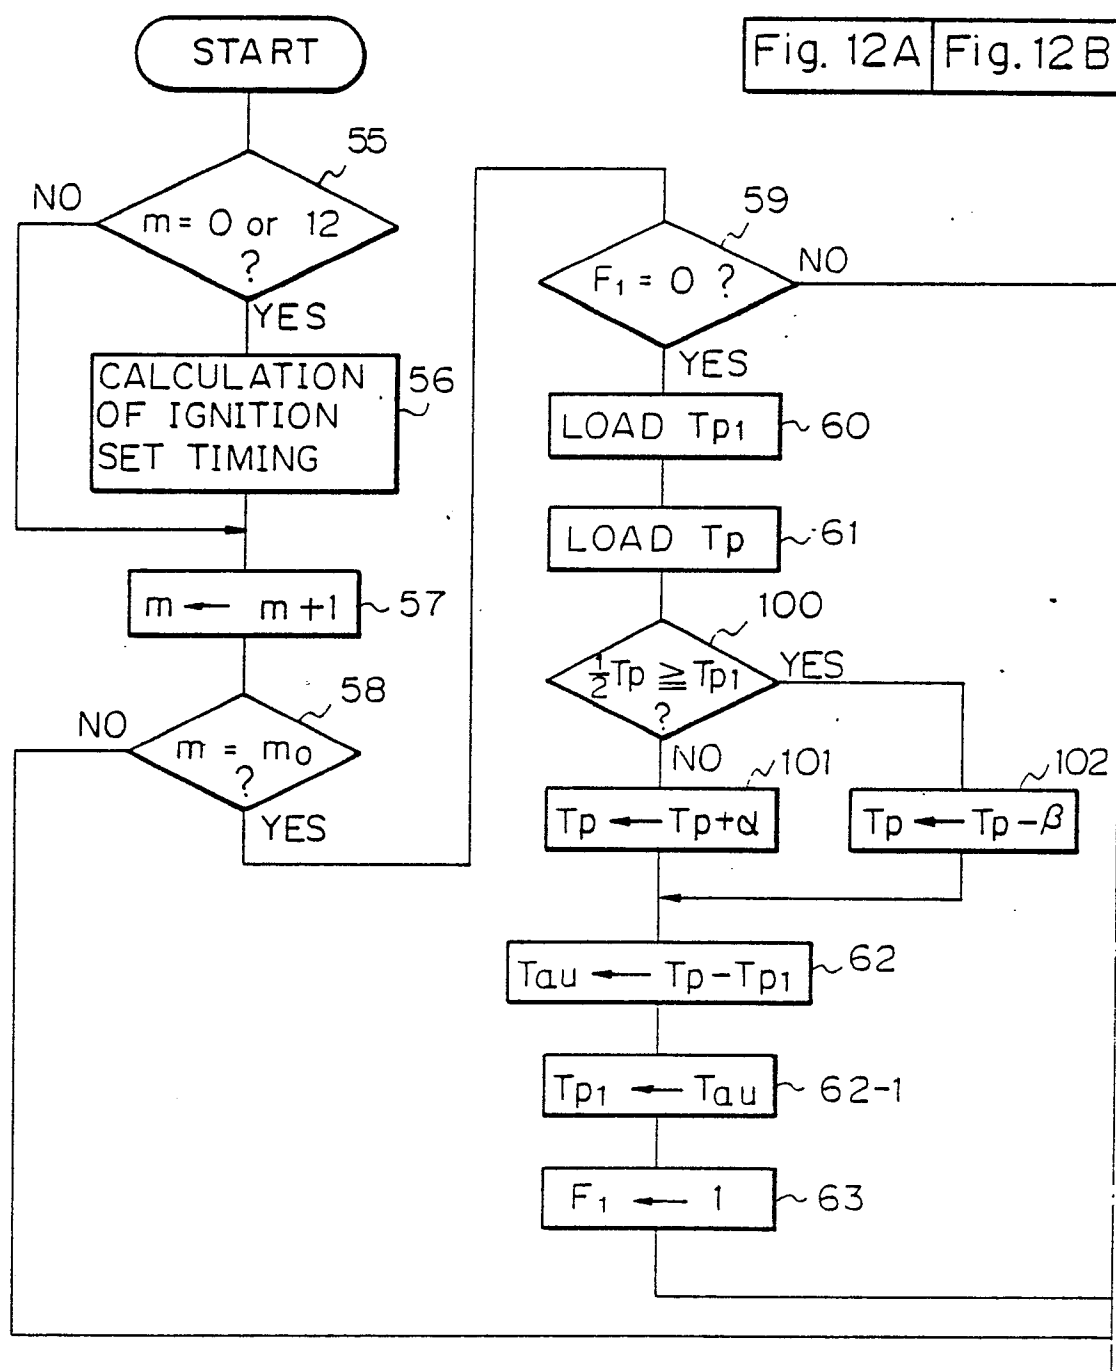 START
Fig. 12A Fig. 12B
55
NO
m = 0 or 12
?
YES
CALCULATION
OF IGNITION
SET TIMING
56
m ← m+1
57
58
NO
m = m0
?
YES
59
F1 = 0 ?
NO
YES
LOAD Tp1
60
LOAD Tp
61
100
1/2 Tp ≧ Tp1
?
YES
NO
101
Tp ← Tp+α
102
Tp ← Tp-β
Tau ← Tp-Tp1
62
Tp1 ← Tau
62-1
F1 ← 1
63